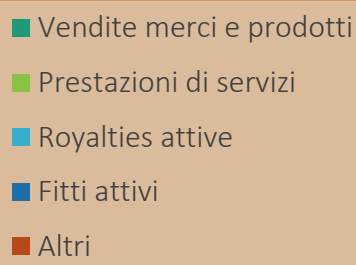 Vendite merci e prodotti
Prestazioni di servizi
Royalties attive
Fitti attivi
Altri